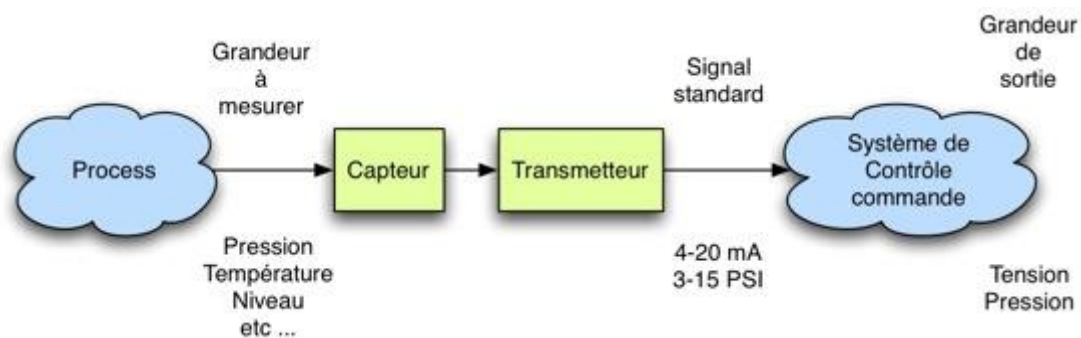 Grandeur
à
mesurer
Signal
standard
Grandeur
de
sortie
Process
Capteur
Transmetteur
Système de
Contrôle
commande
Pression
Température
Niveau
etc ...
4-20 mA
3-15 PSI
Tension
Pression